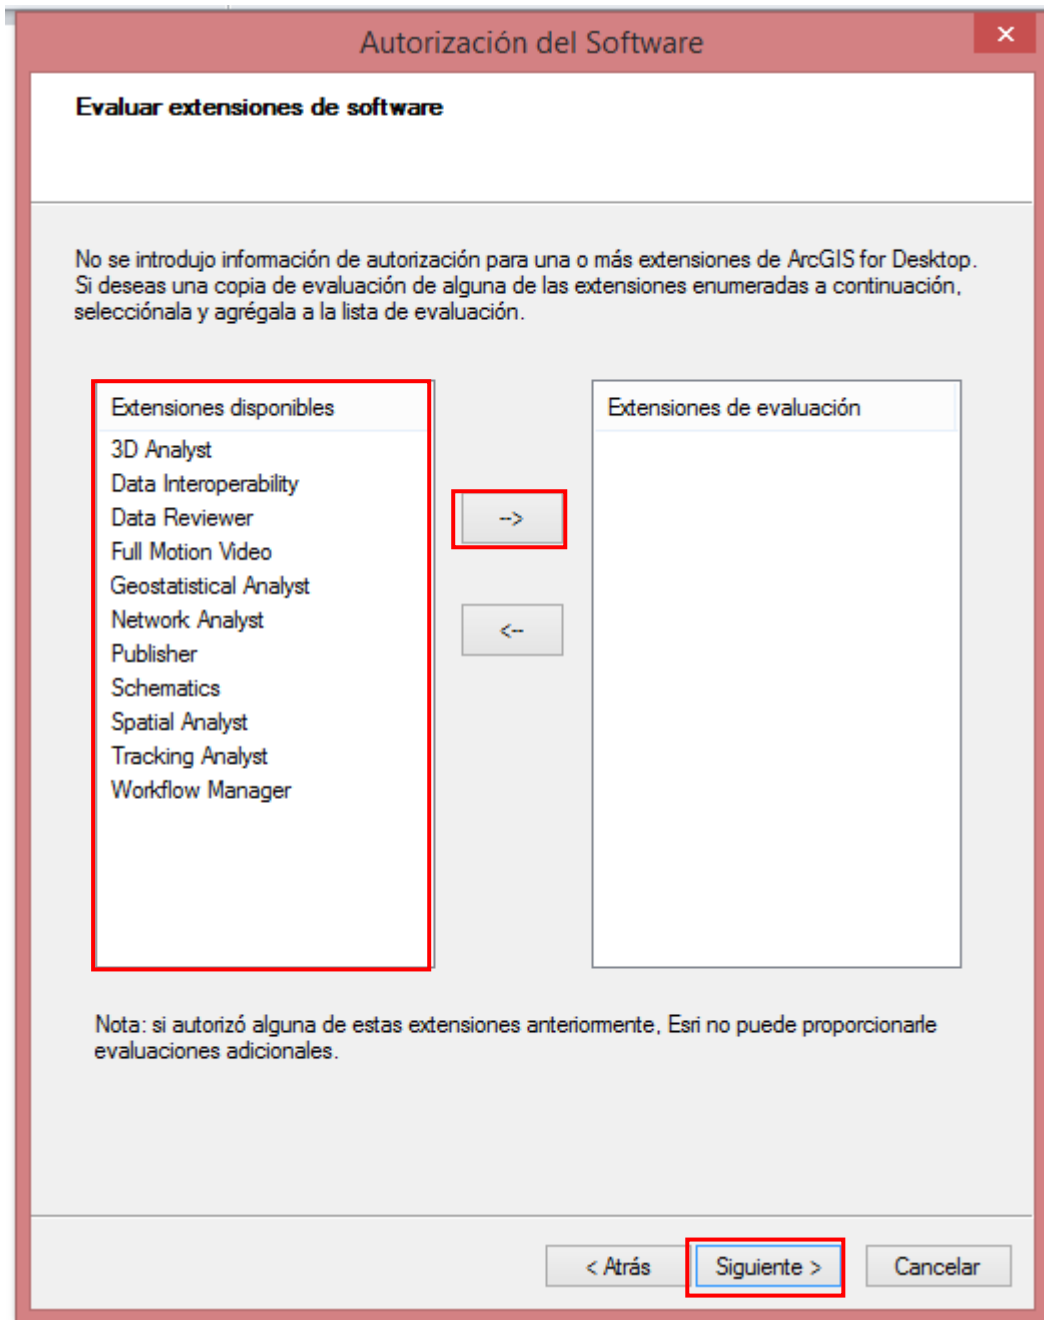 Autorización del Software
×
Evaluar extensiones de software
No se introdujo información de autorización para una o más extensiones de ArcGIS for Desktop.
Si deseas una copia de evaluación de alguna de las extensiones enumeradas a continuación,
selecciónala y agrégala a la lista de evaluación.
Extensiones disponibles
3D Analyst
Data Interoperability
Data Reviewer
Full Motion Video
Geostatistical Analyst
Network Analyst
Publisher
Schematics
Spatial Analyst
Tracking Analyst
Workflow Manager
-->
<--
Extensiones de evaluación
Nota: si autorizó alguna de estas extensiones anteriormente, Esri no puede proporcionarle
evaluaciones adicionales.
< Atrás
Siguiente >
Cancelar